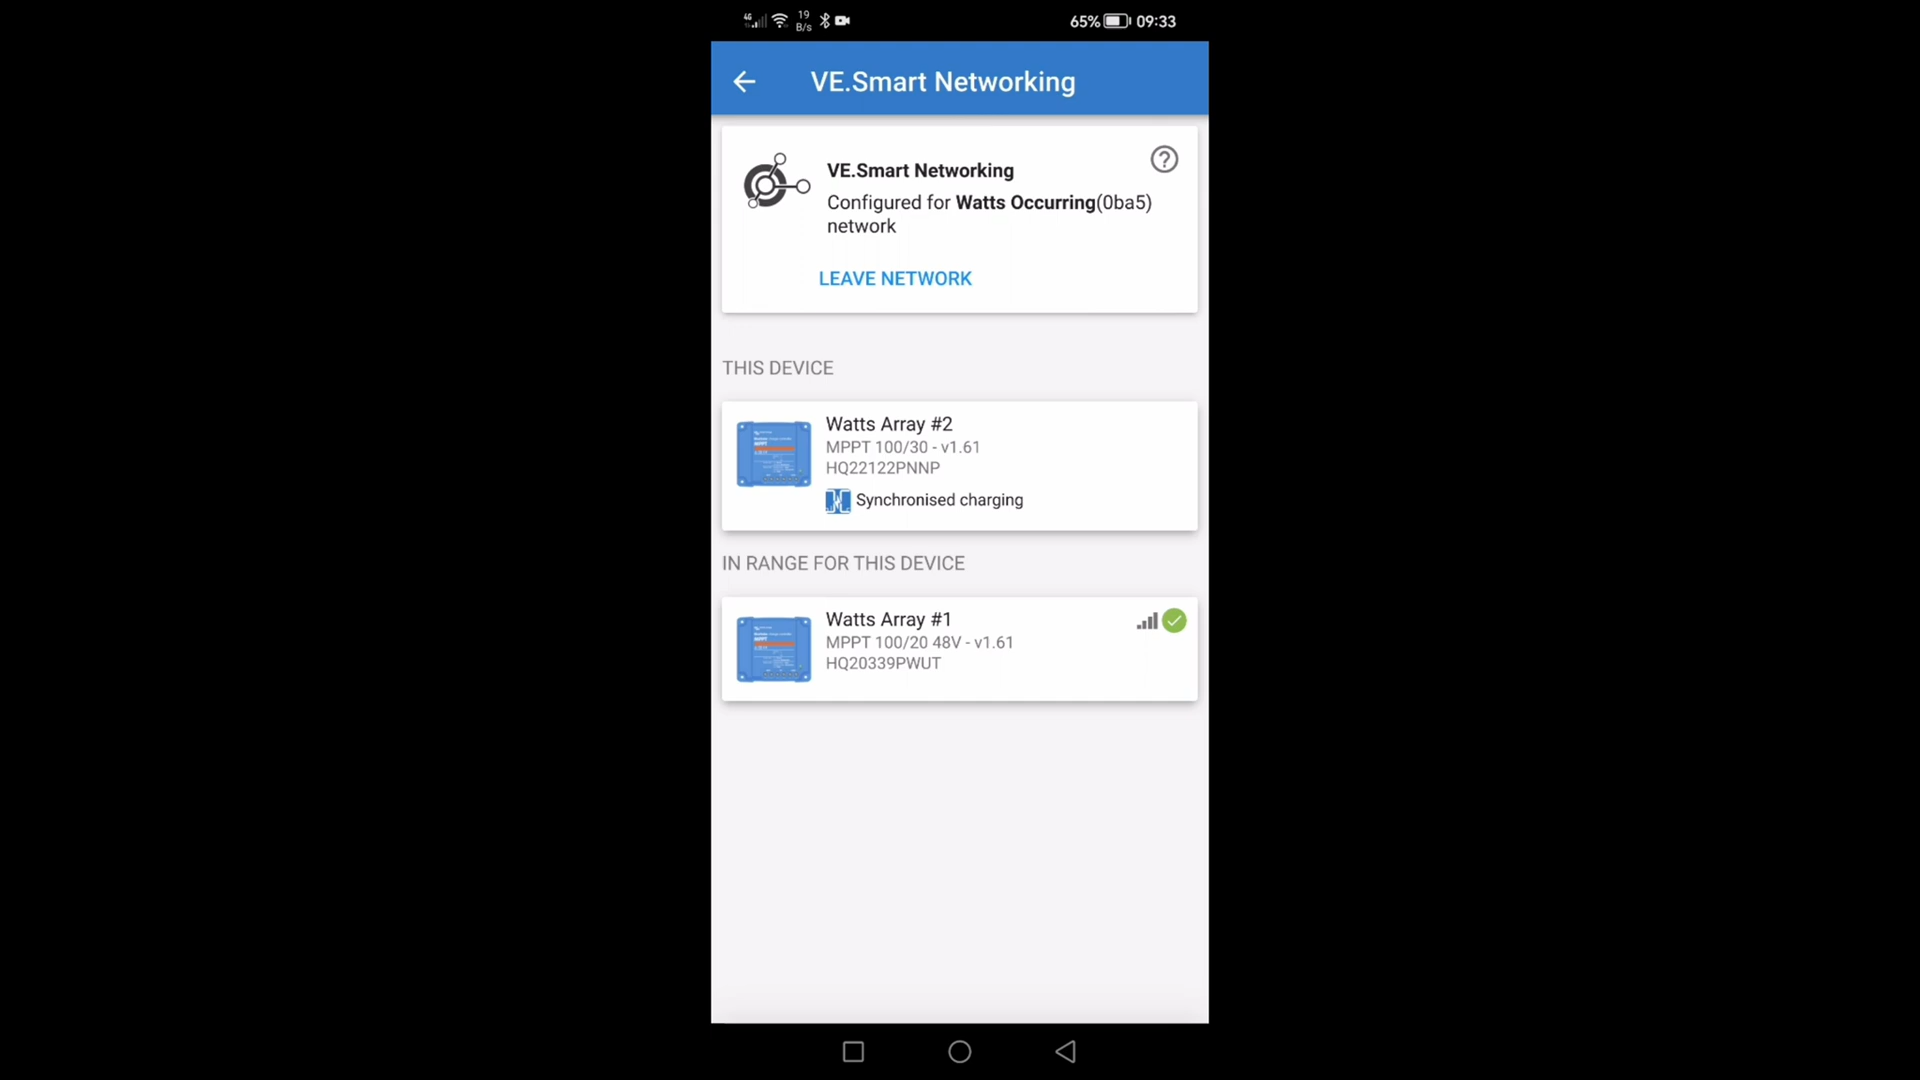 4G 19 B/s 65% 09:33
VE.Smart Networking
VE.Smart Networking
Configured for Watts Occurring(0ba5)
network
LEAVE NETWORK
THIS DEVICE
Watts Array #2
MPPT 100/30 - v1.61
HQ22122PNNP
Synchronised charging
IN RANGE FOR THIS DEVICE
Watts Array #1
MPPT 100/20 48V - v1.61
HQ20339PWUT